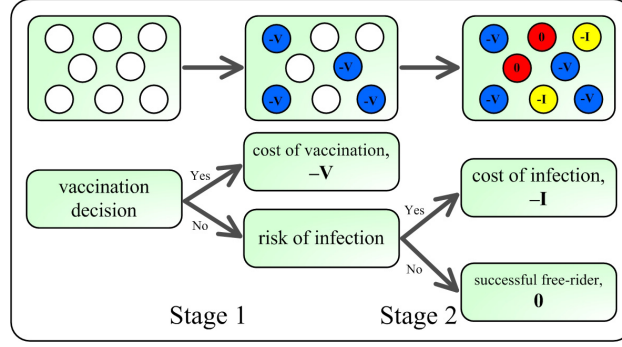 -V
-V
-V
-V
-V
0
-I
0
-V
-V
-I
-V
vaccination
decision
Yes
No
cost of vaccination,
–V
risk of infection
Yes
No
cost of infection,
–I
successful free-rider,
0
Stage 1
Stage 2